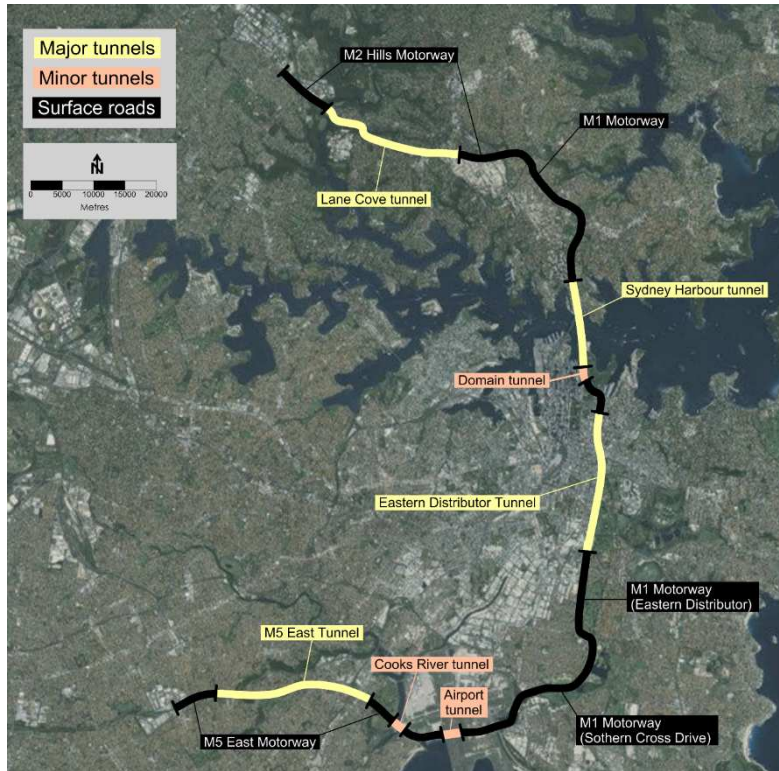 Major tunnels
Minor tunnels
Surface roads
N
0 5000 10000 15000 20000
Metres
M2 Hills Motorway
M1 Motorway
Lane Cove tunnel
Sydney Harbour tunnel
Domain tunnel
Eastern Distributor Tunnel
M1 Motorway
(Eastern Distributor)
M5 East Tunnel
Cooks River tunnel
Airport
tunnel
M1 Motorway
(Sothern Cross Drive)
M5 East Motorway